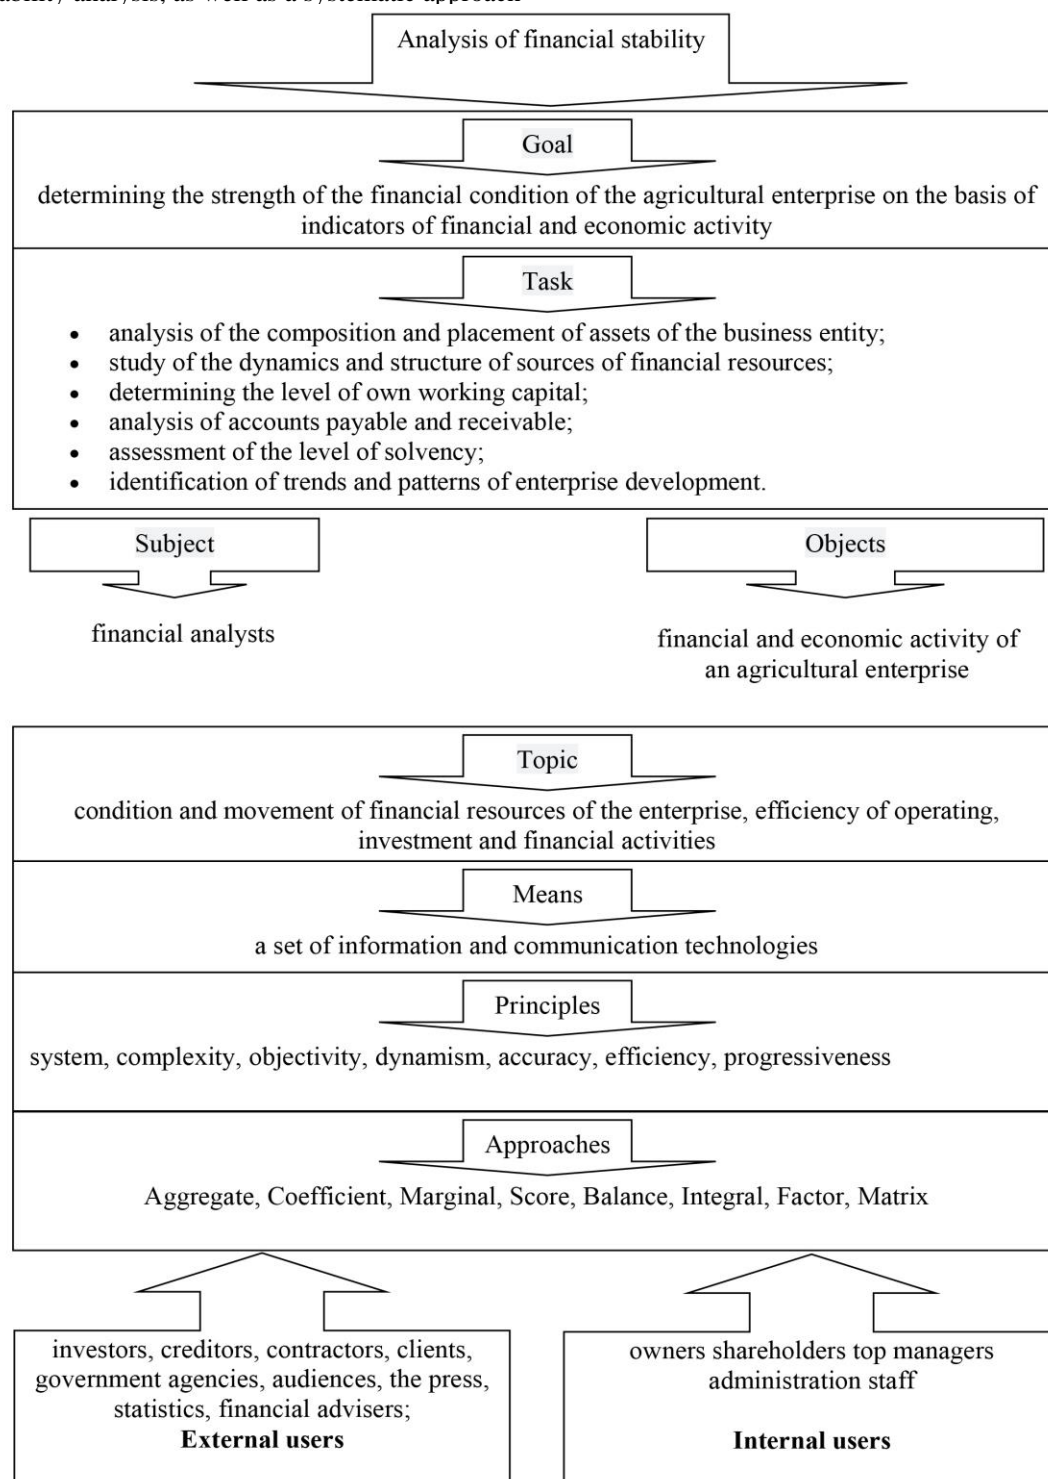 Analysis of financial stability
Goal
determining the strength of the financial condition of the agricultural enterprise on the basis of
indicators of financial and economic activity
Task
• analysis of the composition and placement of assets of the business entity;
• study of the dynamics and structure of sources of financial resources;
• determining the level of own working capital;
• analysis of accounts payable and receivable;
• assessment of the level of solvency;
• identification of trends and patterns of enterprise development.
Subject
financial analysts
Objects
financial and economic activity of
an agricultural enterprise
Topic
condition and movement of financial resources of the enterprise, efficiency of operating,
investment and financial activities
Means
a set of information and communication technologies
Principles
system, complexity, objectivity, dynamism, accuracy, efficiency, progressiveness
Approaches
Aggregate, Coefficient, Marginal, Score, Balance, Integral, Factor, Matrix
investors, creditors, contractors, clients,
government agencies, audiences, the press,
statistics, financial advisers;
External users
owners shareholders top managers
administration staff
Internal users